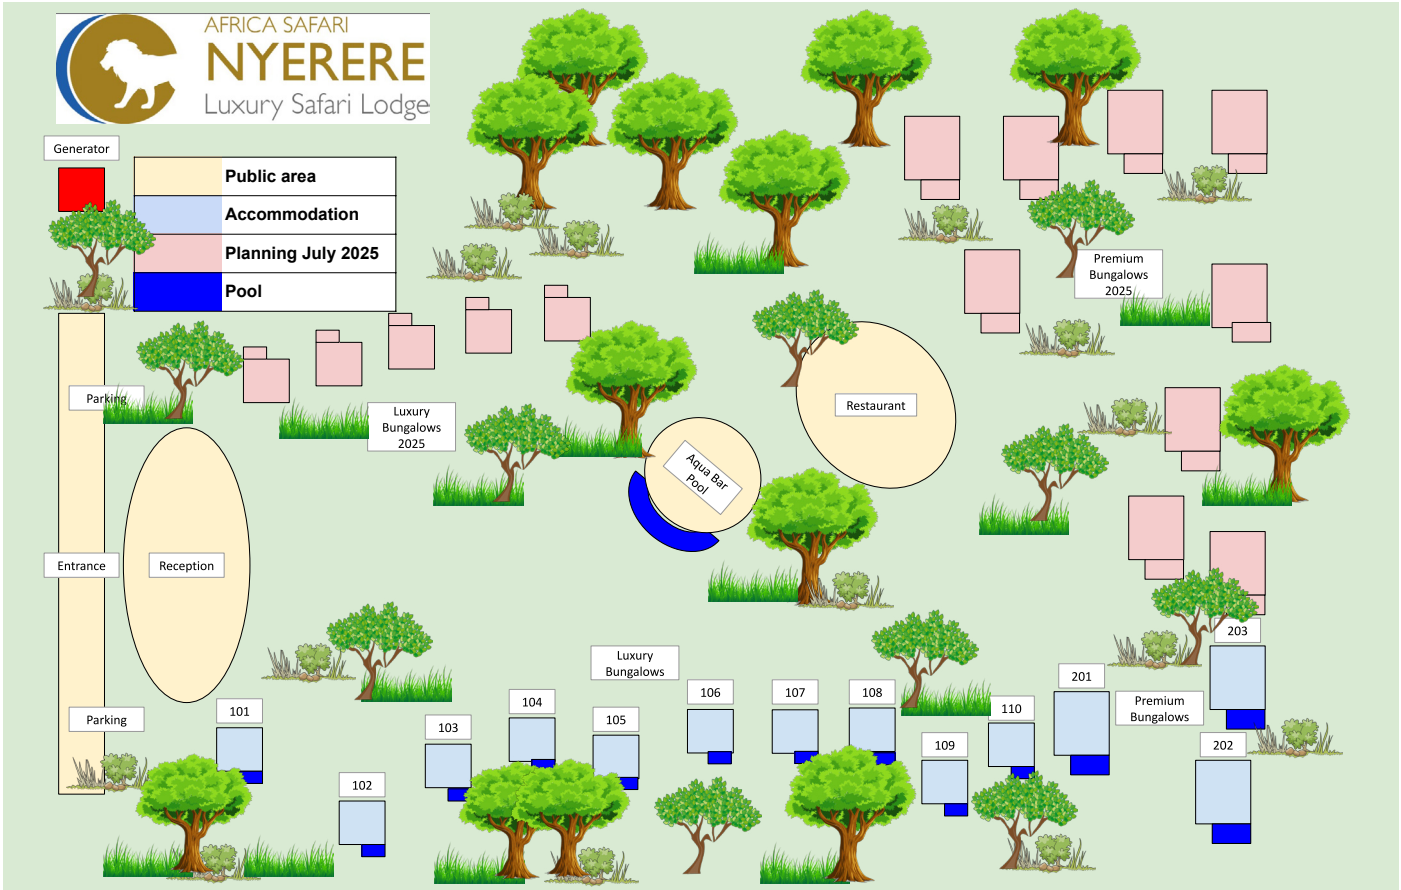 AFRICA SAFARI
NYERERE
Luxury Safari Lodge
Generator
Public area
Accommodation
Planning July 2025
Pool
Premium
Bungalows
2025
Parking
Luxury
Bungalows
2025
Restaurant
Aqua Bar
Pool
Entrance
Reception
203
Luxury
Bungalows
201
106
107
108
104
Premium
Bungalows
101
Parking
103
105
110
109
202
102